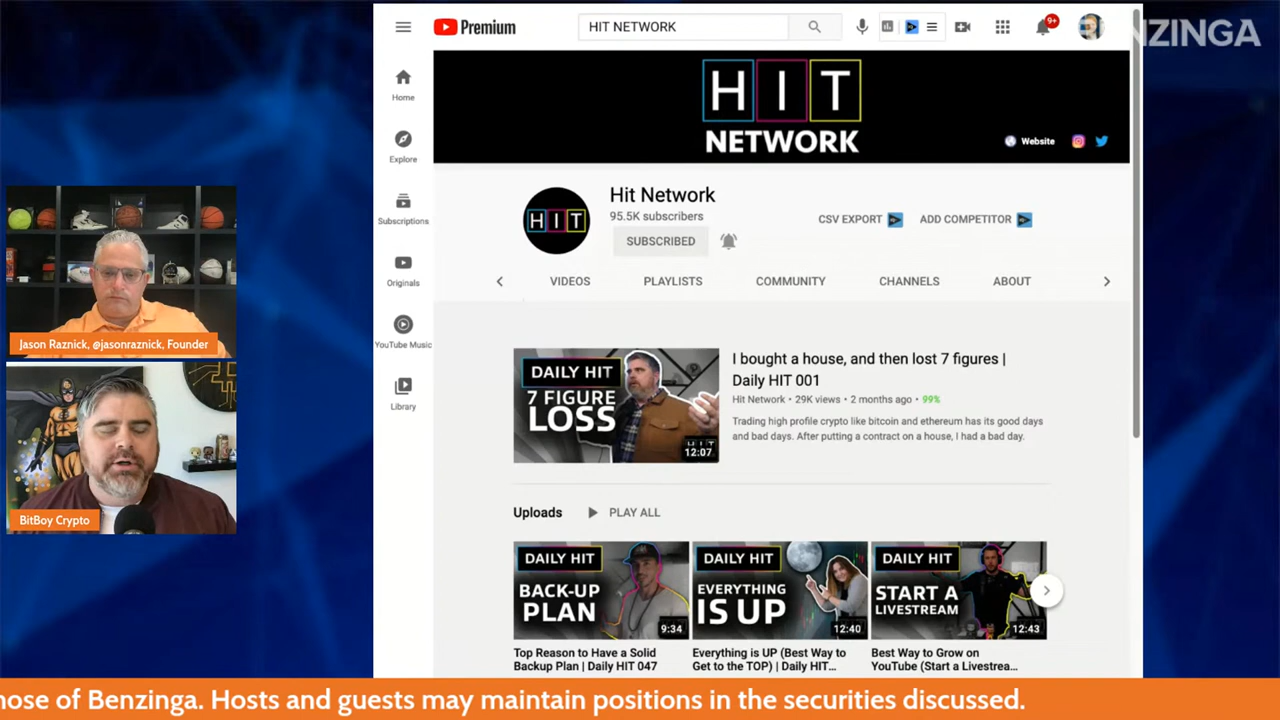 Premium
HIT NETWORK
9+
NZINGA
Home
Explore
Subscriptions
Originals
YouTube Music
Library
HIT
NETWORK
Website
HIT
Hit Network
95.5K subscribers
SUBSCRIBED
CSV EXPORT
ADD COMPETITOR
VIDEOS
PLAYLISTS
COMMUNITY
CHANNELS
ABOUT
DAILY HIT
7 FIGURE
LOSS
HIT
12:07
I bought a house, and then lost 7 figures |
Daily HIT 001
Hit Network • 29K views • 2 months ago • 99%
Trading high profile crypto like bitcoin and ethereum has its good days
and bad days. After putting a contract on a house, I had a bad day.
Uploads
PLAY ALL
DAILY HIT
BACK-UP
PLAN
9:34
Top Reason to Have a Solid
Backup Plan | Daily HIT 047
DAILY HIT
EVERYTHING
IS UP
12:40
Everything is UP (Best Way to
Get to the TOP) | Daily HIT...
DAILY HIT
START A
LIVESTREAM
12:43
Best Way to Grow on
YouTube (Start a Livestrea...
Jason Raznick, @jasonraznick, Founder
BitBoy Crypto
hose of Benzinga. Hosts and guests may maintain positions in the securities discussed.